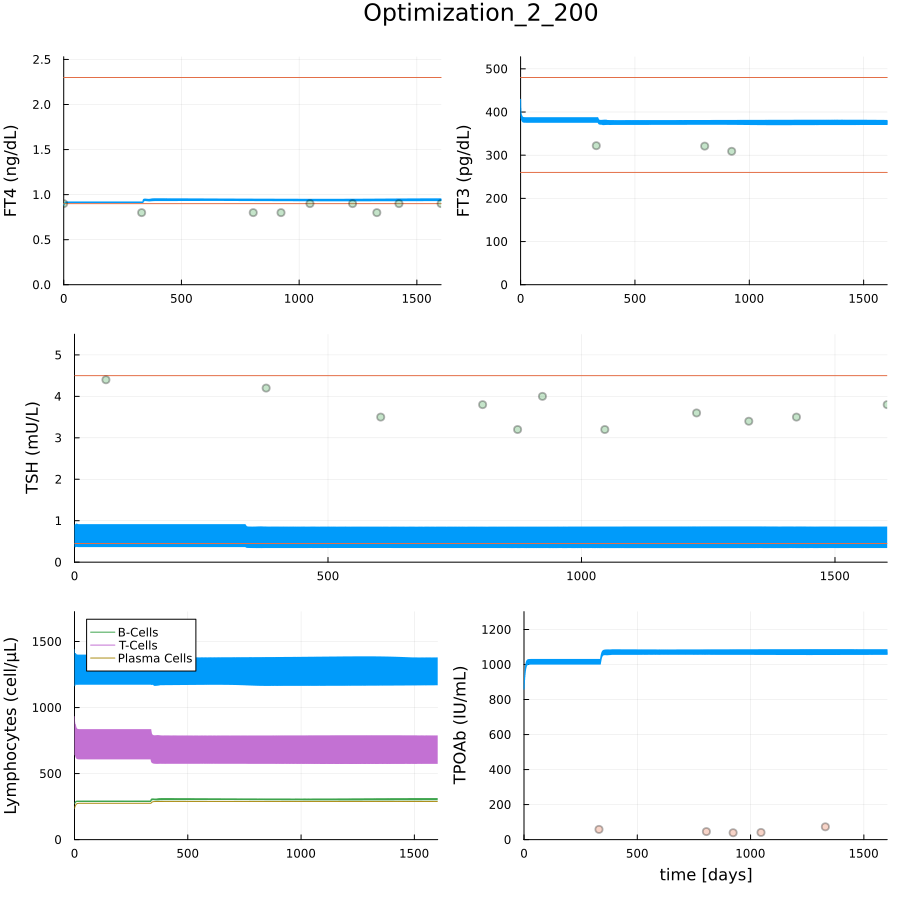 Optimization_2_200
FT4 (ng/dL)
2.5
2.0
1.5
1.0
0.5
0.0
0 500 1000 1500
FT3 (pg/dL)
500
400
300
200
100
0
0 500 1000 1500
TSH (mU/L)
5
4
3
2
1
0
0 500 1000 1500
Lymphocytes (cell/μL)
1500
1000
500
0
B-Cells
T-Cells
Plasma Cells
0 500 1000 1500
TPOAb (IU/mL)
1200
1000
800
600
400
200
0
0 500 1000 1500
time [days]